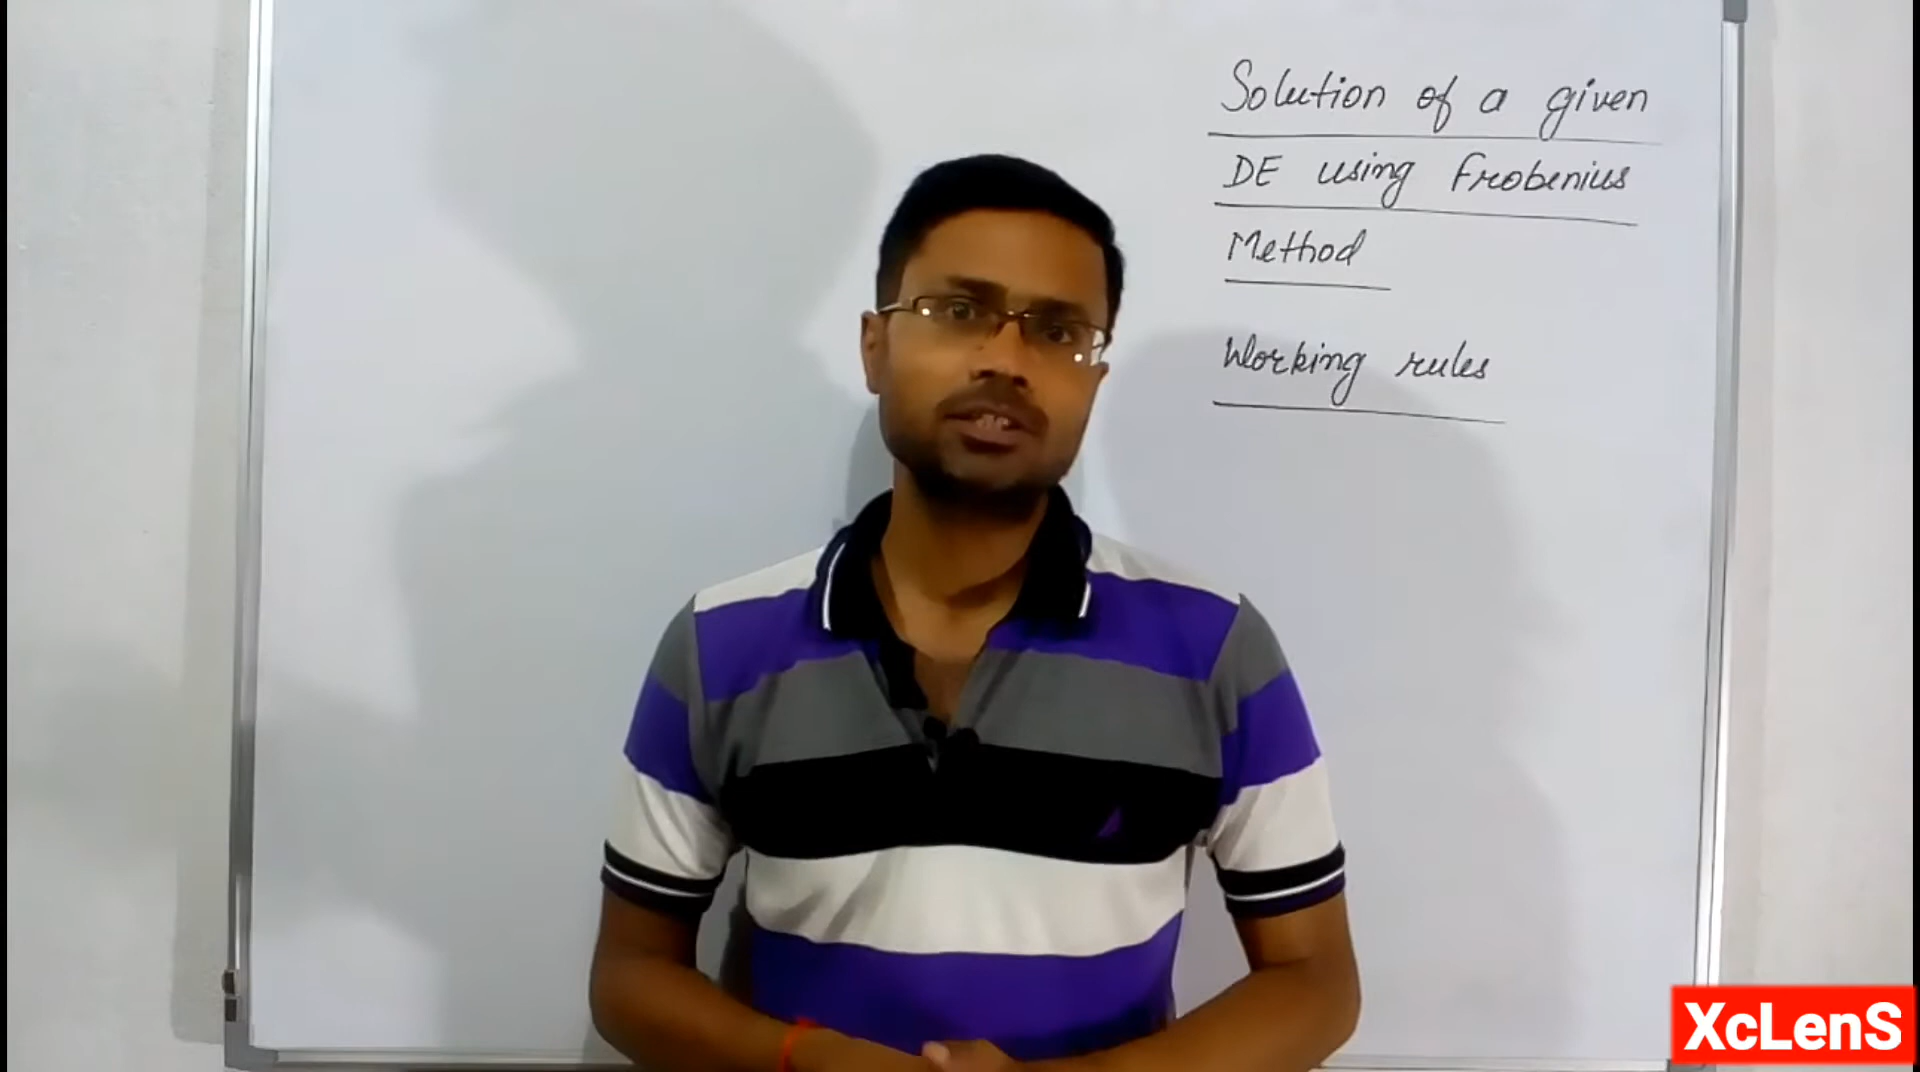 Solution of a given
DE using Frobenius
Method
Working rules
XcLenS